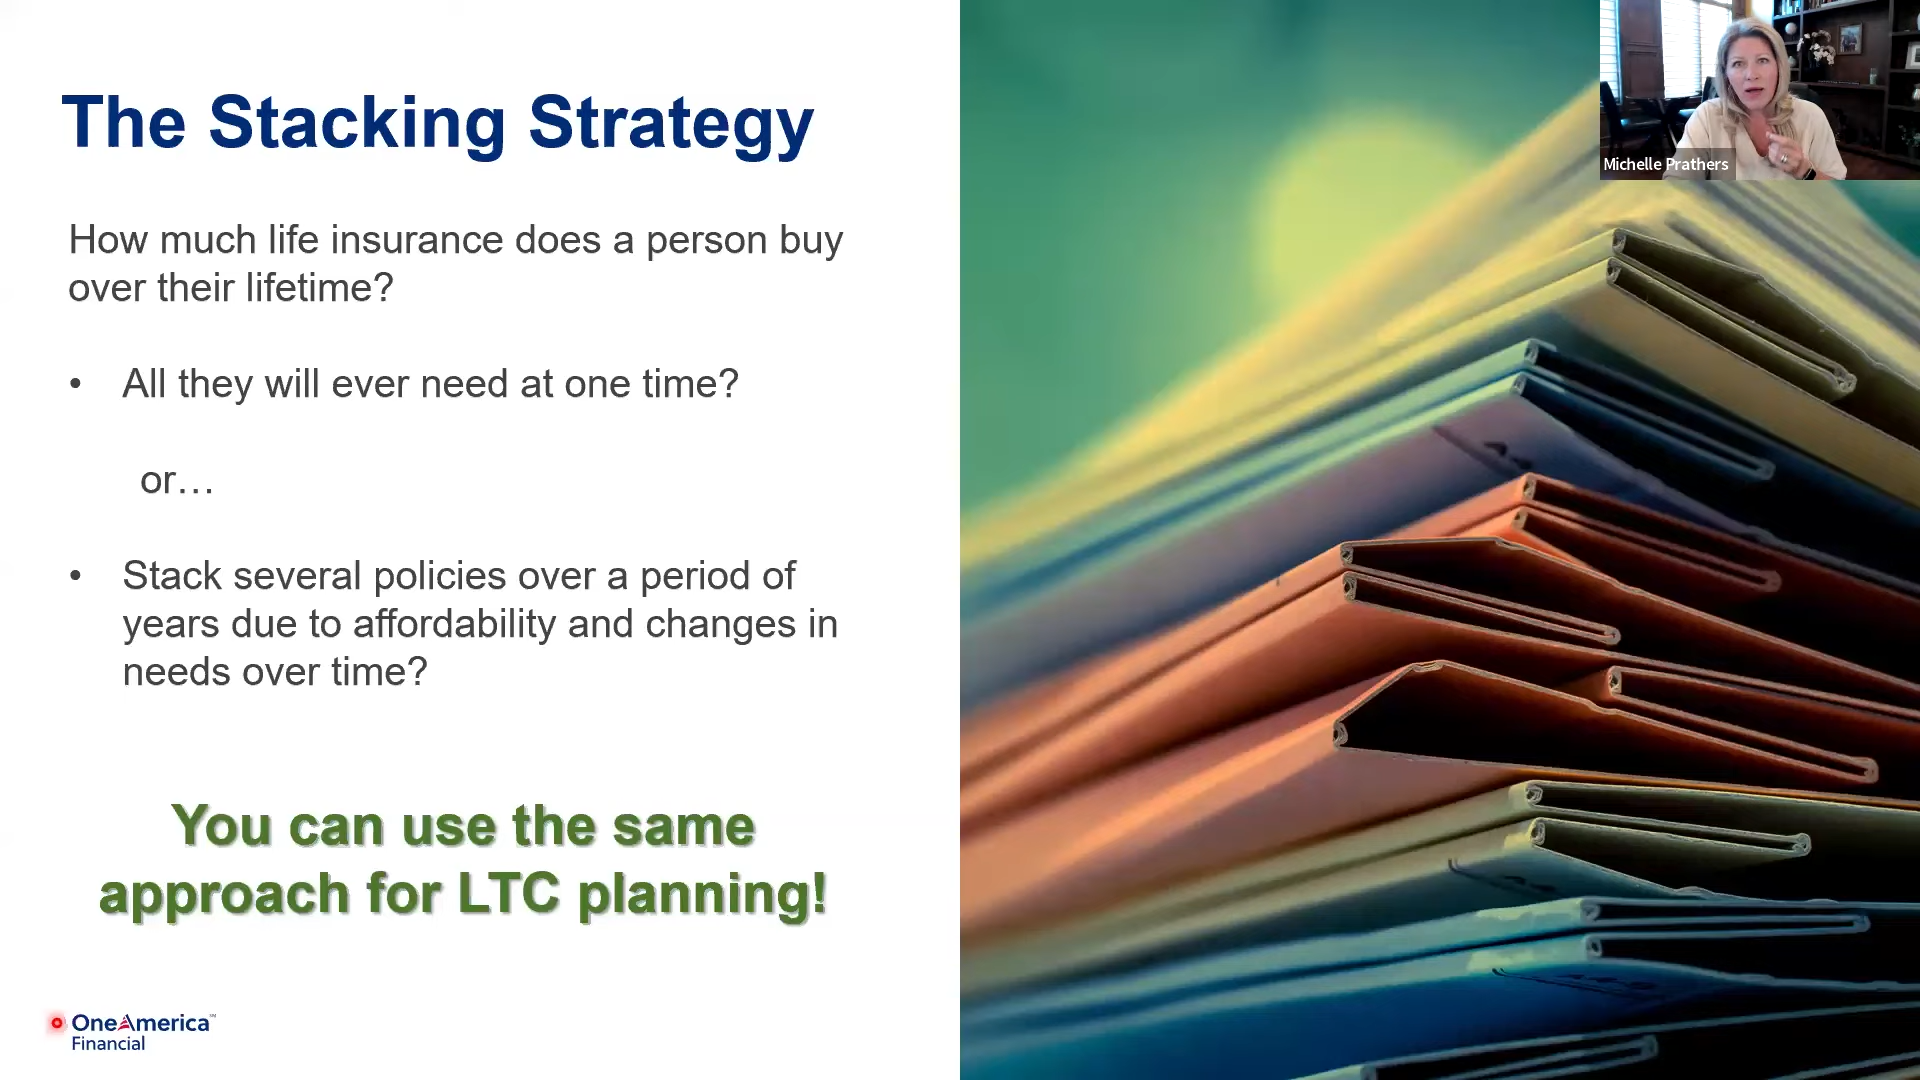 The Stacking Strategy
How much life insurance does a person buy
over their lifetime?
• All they will ever need at one time?
or…
• Stack several policies over a period of
years due to affordability and changes in
needs over time?
You can use the same
approach for LTC planning!
OneAmerica℠
Financial
Michelle Prathers